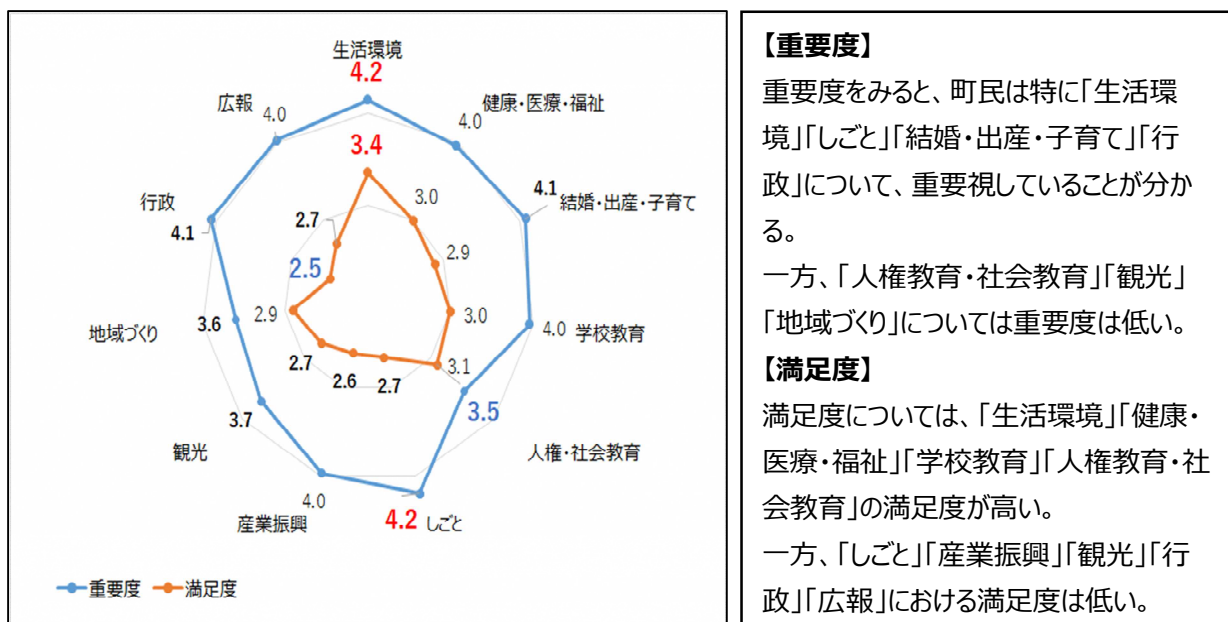 生活環境
4.2
広報
4.0
4.0
健康・医療・福祉
3.4
行政
4.1
2.7
3.0
4.1
結婚・出産・子育て
2.5
2.9
地域づくり
3.6
2.9
3.0
4.0
学校教育
2.7
2.6
2.7
3.1
3.5
人権・社会教育
3.7
観光
4.0
産業振興
4.2
しごと
重要度
満足度
【重要度】
重要度をみると、町民は特に「生活環
境」「しごと」「結婚・出産・子育て」「行
政」について、重要視していることが分か
る。
一方、「人権教育・社会教育」「観光」
「地域づくり」については重要度は低い。
【満足度】
満足度については、「生活環境」「健康・
医療・福祉」「学校教育」「人権教育・社
会教育」の満足度が高い。
一方、「しごと」「産業振興」「観光」「行
政」「広報」における満足度は低い。